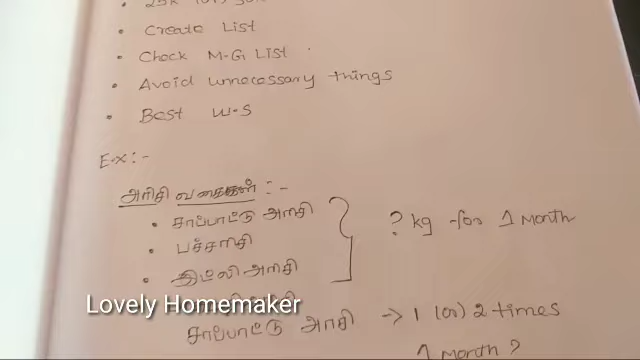 • Create List
• Check M-G List
• Avoid unnecessary things
• Best W-S
Ex:-
அரிசி வகைகள் :-
• சாப்பாட்டு அரிசி
• பச்சரிசி
• இட்லி அரிசி
? kg for 1 Month
Lovely Homemaker
சாப்பாட்டு அரிசி → 1 (or) 2 times
1 month ?